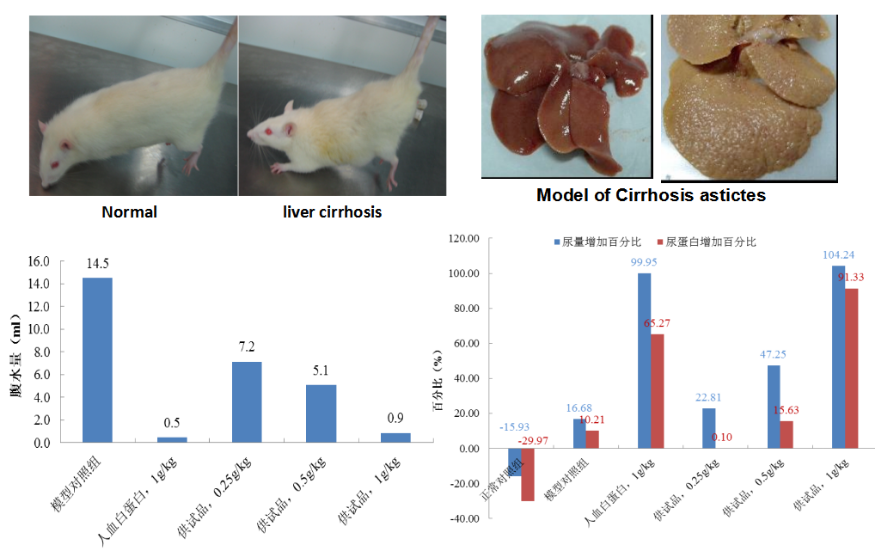 Normal
liver cirrhosis
Model of Cirrhosis astictes
腹水量（ml）
16.0
14.0
12.0
10.0
8.0
6.0
4.0
2.0
0.0
14.5
0.5
7.2
5.1
0.9
模型对照组
人血白蛋白，1g/kg
供试品，0.25g/kg
供试品，0.5g/kg
供试品，1g/kg
尿量增加百分比
尿蛋白增加百分比
百分比（%）
120.00
100.00
80.00
60.00
40.00
20.00
0.00
-20.00
-40.00
-15.93
-29.97
16.68
10.21
99.95
65.27
22.81
0.10
47.25
15.63
104.24
91.33
正常对照组
模型对照组
人血白蛋白，1g/kg
供试品，0.25g/kg
供试品，0.5g/kg
供试品，1g/kg